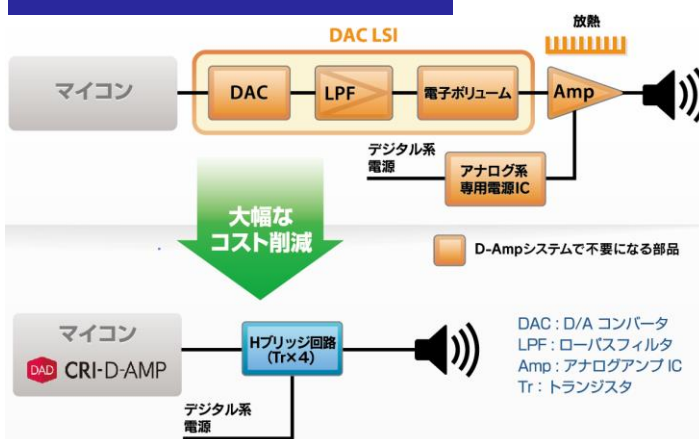 放熱
DAC LSI
マイコン
DAC
LPF
電子ボリューム
Amp
デジタル系
電源
アナログ系
専用電源IC
大幅な
コスト削減
D-Ampシステムで不要になる部品
マイコン
DAD CRI-D-AMP
Hブリッジ回路
(Tr×4)
デジタル系
電源
DAC : D/A コンバータ
LPF : ローパスフィルタ
Amp : アナログアンプ IC
Tr : トランジスタ